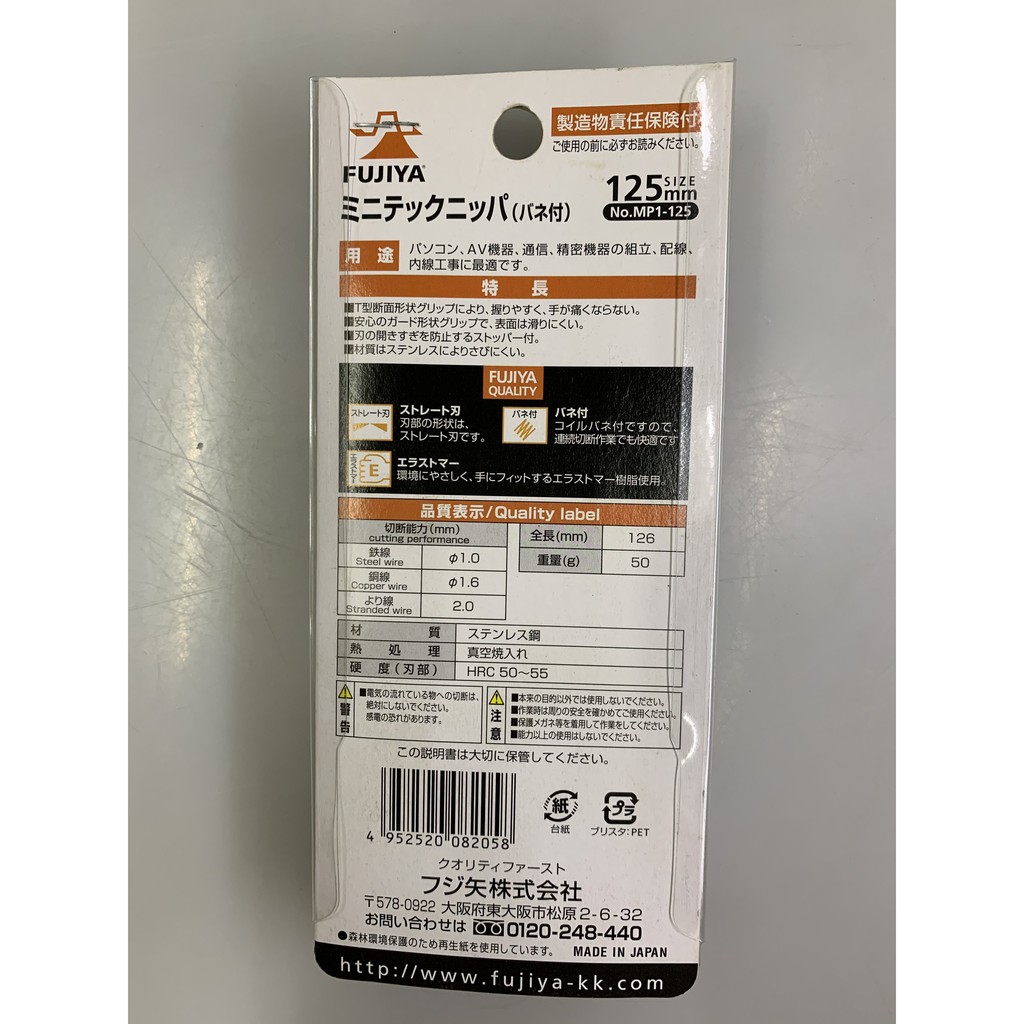 製造物責任保険付
ご使用の前に必ずお読みください。
FUJIYA®
ミニテックニッパ(バネ付)
125mm SIZE
No.MP1-125
用途
パソコン、AV機器、通信、精密機器の組立、配線、
内線工事に最適です。
特長
■T型断面形状グリップにより、握りやすく、手が痛くならない。
■安心のガード形状グリップで、表面は滑りにくい。
■刃の開きすぎを防止するストッパー付。
■材質はステンレスによりさびにくい。
FUJIYA
QUALITY
ストレート刃
ストレート刃
刃部の形状は、
ストレート刃です。
バネ付
バネ付
コイルバネ付ですので、
連続切断作業でも快適です
エラストマー
E
エラストマー
環境にやさしく、手にフィットするエラストマー樹脂使用。
品質表示/Quality label
切断能力(mm)
cutting performance
鉄線
Steel wire
φ1.0
銅線
Copper wire
φ1.6
より線
Stranded wire
2.0
全長(mm) 126
重量(g) 50
材質 ステンレス鋼
熱処理 真空焼入れ
硬度(刃部) HRC 50～55
警告
■電気の流れている物への切断は、
絶対にしないでください。
感電の恐れがあります。
注意
■本来の目的以外では使用しないでください。
■作業時は周りの安全を確かめてご使用ください。
■保護メガネ等を着用して作業をしてください。
■能力以上の使用はしないでください。
この説明書は大切に保管してください。
4 952520 082058
紙
台紙
プラ
ブリスタ:PET
クオリティファースト
フジ矢株式会社
〒578-0922 大阪府東大阪市松原2-6-32
お問い合わせは 0120-248-440
●森林環境保護のため再生紙を使用しています。 MADE IN JAPAN
http://www.fujiya-kk.com